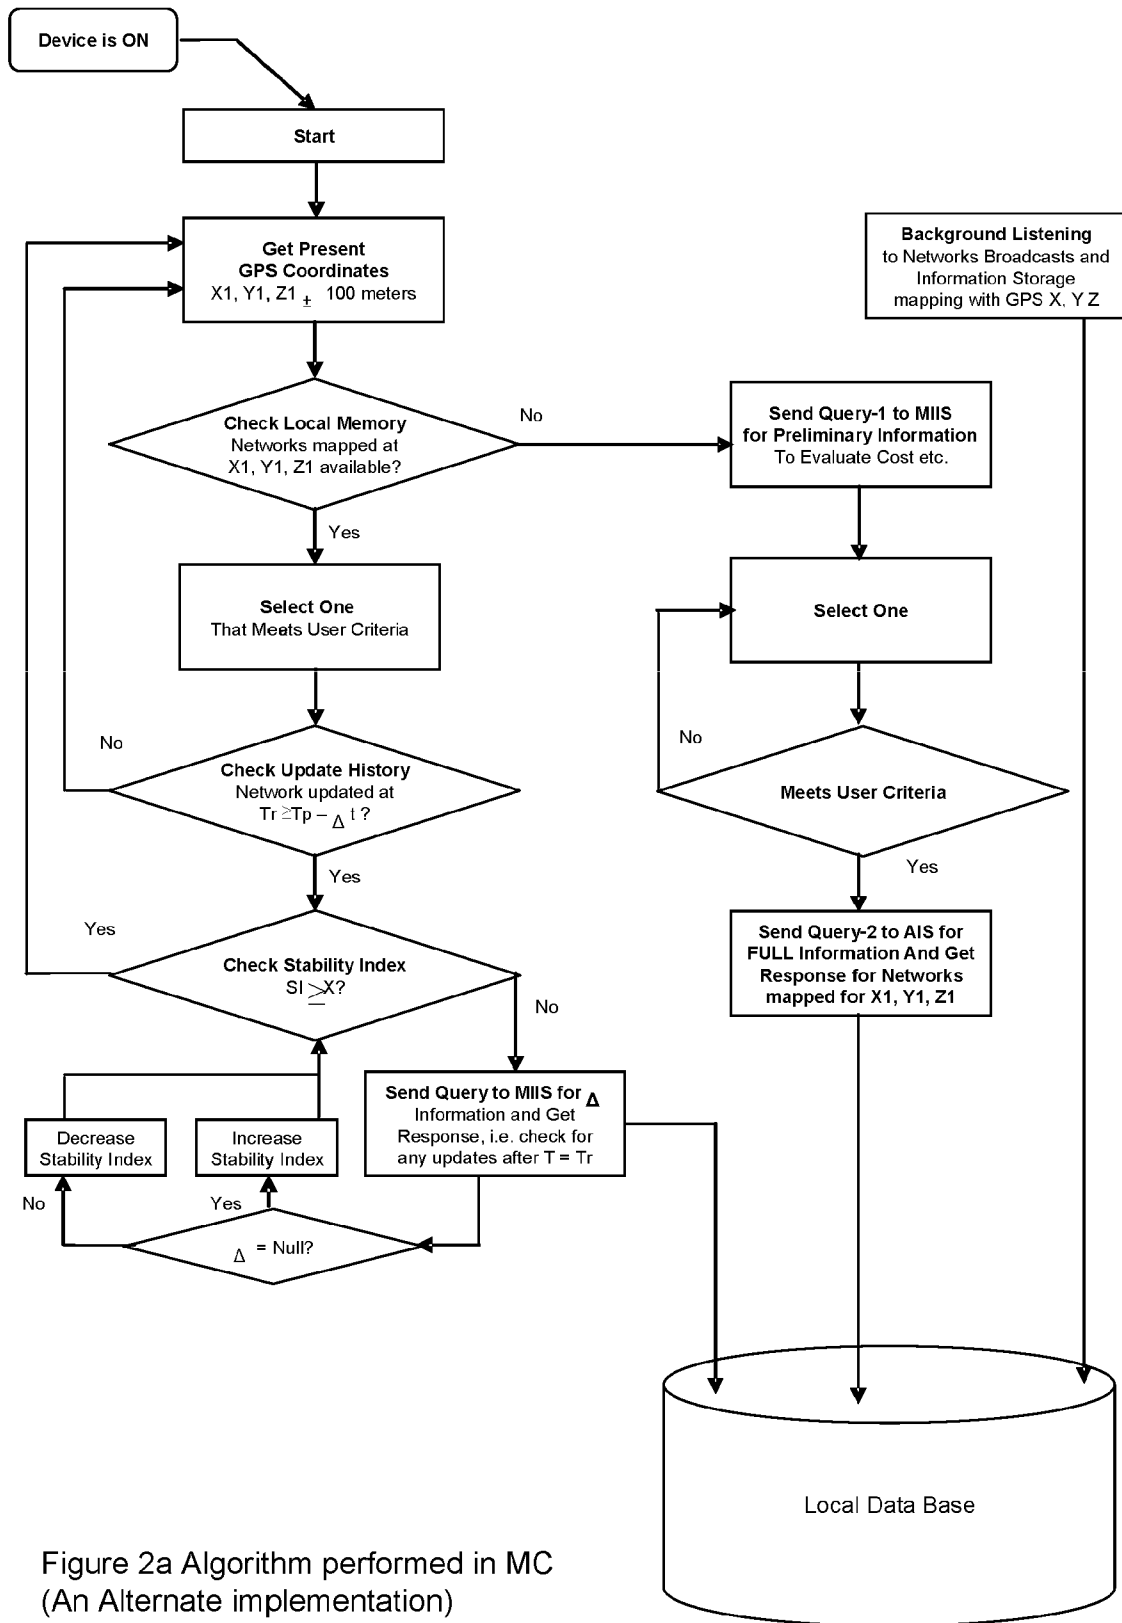 Device is ON
Start
Get Present
GPS Coordinates
X1, Y1, Z1 ± 100 meters
Background Listening
to Networks Broadcasts and
Information Storage
mapping with GPS X, Y Z
Check Local Memory
Networks mapped at
X1, Y1, Z1 available?
No
Send Query-1 to MIIS
for Preliminary Information
To Evaluate Cost etc.
Yes
Select One
That Meets User Criteria
Select One
No
Check Update History
Network updated at
Tr ≥Tp – Δ t ?
No
Meets User Criteria
Yes
Yes
Yes
Check Stability Index
SI ≥X?
No
Send Query-2 to AIS for
FULL Information And Get
Response for Networks
mapped for X1, Y1, Z1
Send Query to MIIS for Δ
Information and Get
Response, i.e. check for
any updates after T = Tr
Decrease
Stability Index
Increase
Stability Index
No
Yes
Δ = Null?
Local Data Base
Figure 2a Algorithm performed in MC
(An Alternate implementation)